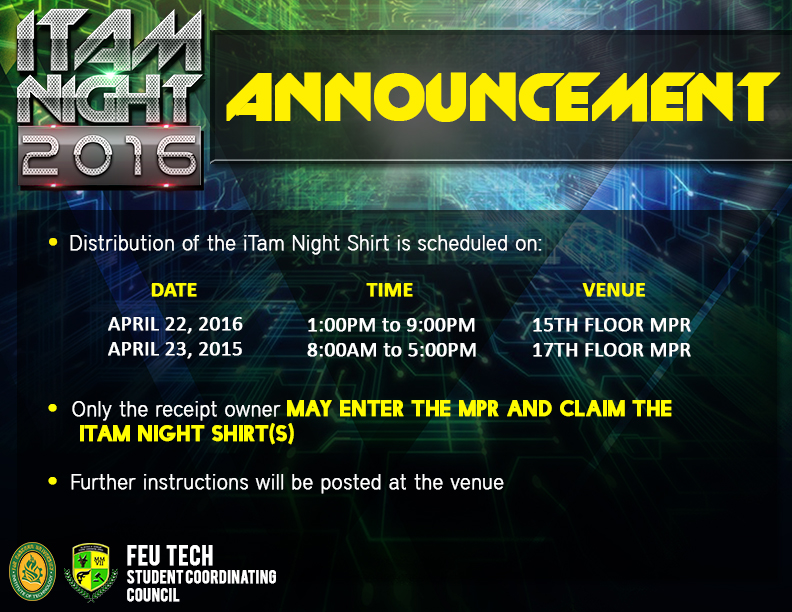 ITAM
NIGHT
2016
ANNOUNCEMENT
• Distribution of the iTam Night Shirt is scheduled on:
DATE TIME VENUE
APRIL 22, 2016 1:00PM to 9:00PM 15TH FLOOR MPR
APRIL 23, 2015 8:00AM to 5:00PM 17TH FLOOR MPR
• Only the receipt owner MAY ENTER THE MPR AND CLAIM THE
ITAM NIGHT SHIRT(S)
• Further instructions will be posted at the venue
FEU TECH
STUDENT COORDINATING
COUNCIL